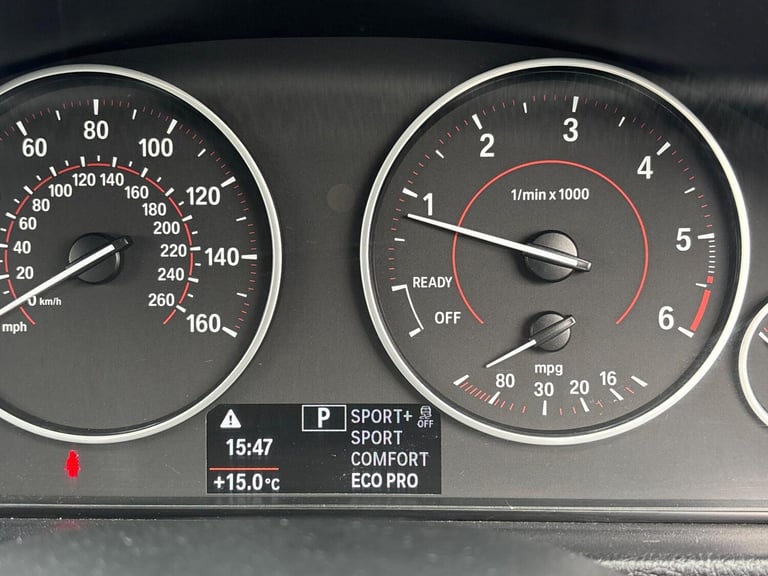 60 80 100 120 140 160
mph
0 km/h 20 40 60 80 100 120 140 160 180 200 220 240 260
1 2 3 4 5 6
1/min x 1000
READY
OFF
mpg
80 30 20 16
P SPORT+ OFF
15:47 SPORT
COMFORT
+15.0°C ECO PRO